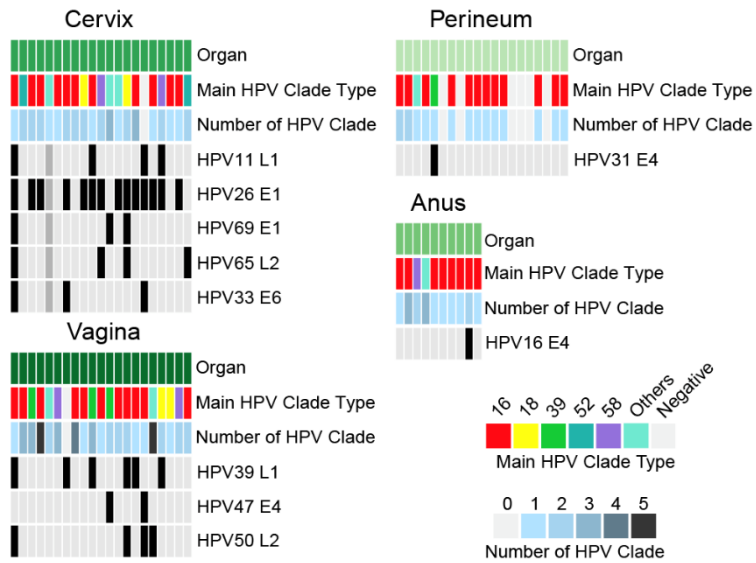 Cervix
Organ
Main HPV Clade Type
Number of HPV Clade
HPV11 L1
HPV26 E1
HPV69 E1
HPV65 L2
HPV33 E6
Vagina
Organ
Main HPV Clade Type
Number of HPV Clade
HPV39 L1
HPV47 E4
HPV50 L2
Perineum
Organ
Main HPV Clade Type
Number of HPV Clade
HPV31 E4
Anus
Organ
Main HPV Clade Type
Number of HPV Clade
HPV16 E4
16 18 39 52 58 Others Negative
Main HPV Clade Type
0 1 2 3 4 5
Number of HPV Clade